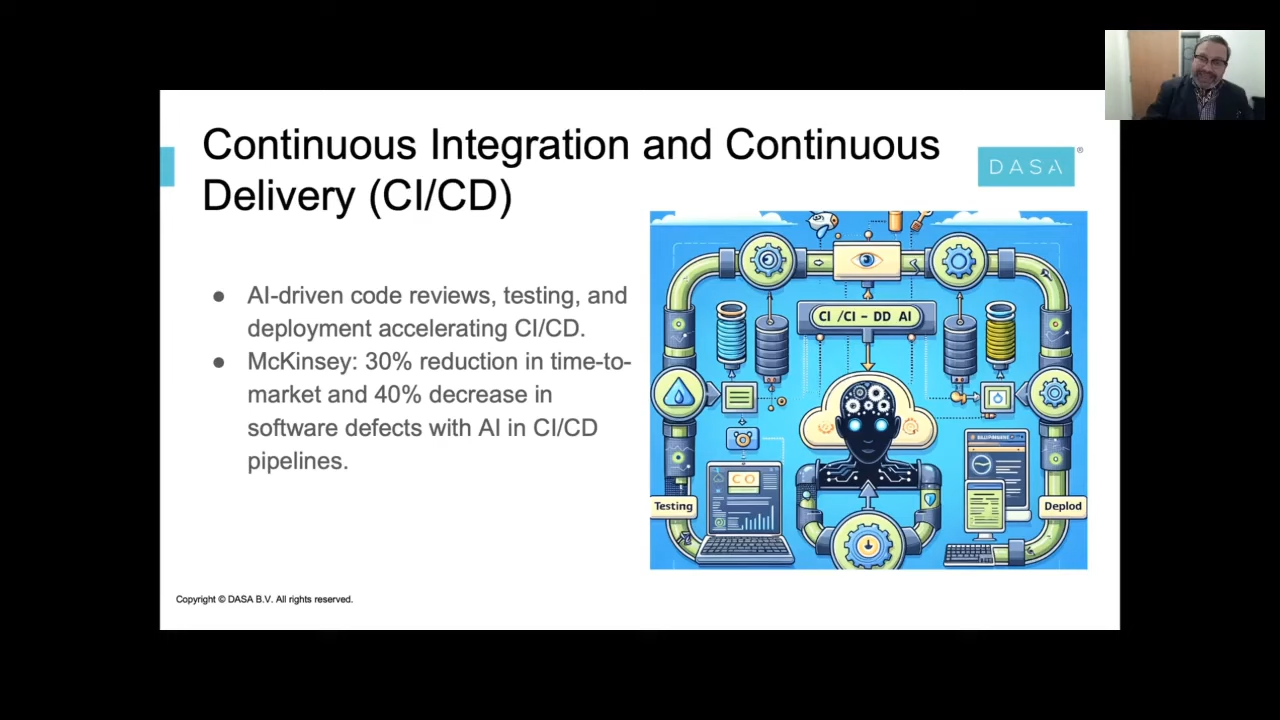 Continuous Integration and Continuous
Delivery (CI/CD)
DASA
®
● AI-driven code reviews, testing, and
deployment accelerating CI/CD.
● McKinsey: 30% reduction in time-to-
market and 40% decrease in
software defects with AI in CI/CD
pipelines.
CI /CI - DD AI
CO
Testing
Deplod
Copyright © DASA B.V. All rights reserved.